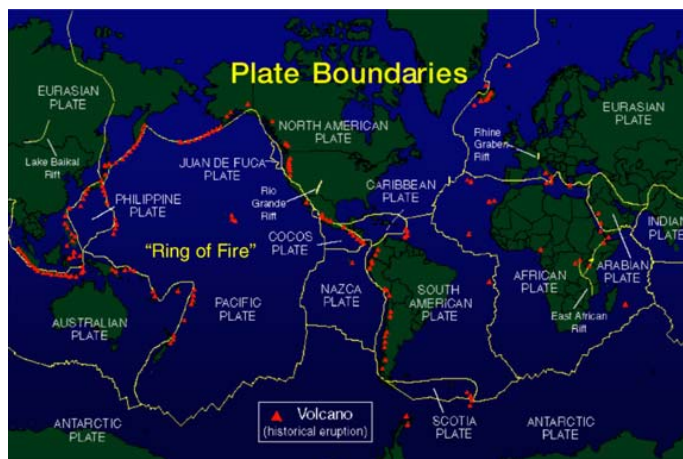 Plate Boundaries
EURASIAN
PLATE
Lake Baikal
Rift
NORTH AMERICAN
PLATE
JUAN DE FUCA
PLATE
Rio
Grande
Rift
CARIBBEAN
PLATE
Rhine
Graben
Rift
EURASIAN
PLATE
PHILIPPINE
PLATE
"Ring of Fire"
COCOS
PLATE
INDIAN
PLATE
ARABIAN
PLATE
AUSTRALIAN
PLATE
PACIFIC
PLATE
NAZCA
PLATE
SOUTH
AMERICAN
PLATE
AFRICAN
PLATE
East African
Rift
ANTARCTIC
PLATE
Volcano
(historical eruption)
SCOTIA
PLATE
ANTARCTIC
PLATE